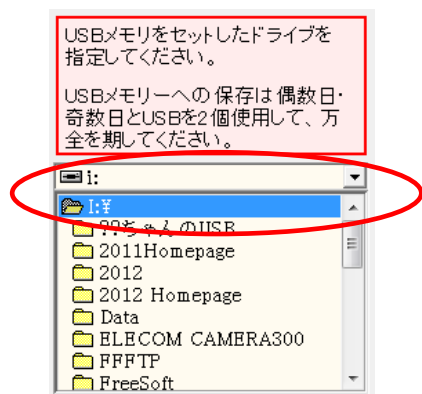 USBメモリをセットしたドライブを
指定してください。
USBメモリーへの保存は偶数日･
奇数日とUSBを2個使用して、万
全を期してください。
i:
I:¥
??ちゃんのUSB
2011Homepage
2012
2012 Homepage
Data
ELECOM CAMERA300
FFFTP
FreeSoft